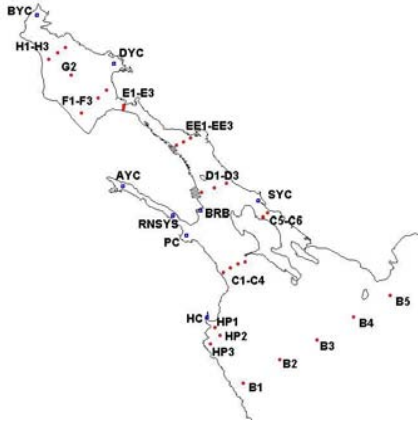 BYC
H1-H3
DYC
G2
F1-F3
E1-E3
EE1-EE3
AYC
D1-D3
SYC
RNSYS
BRB
C5-C6
PC
C1-C4
B5
HC
HP1
B4
HP2
B3
HP3
B2
B1